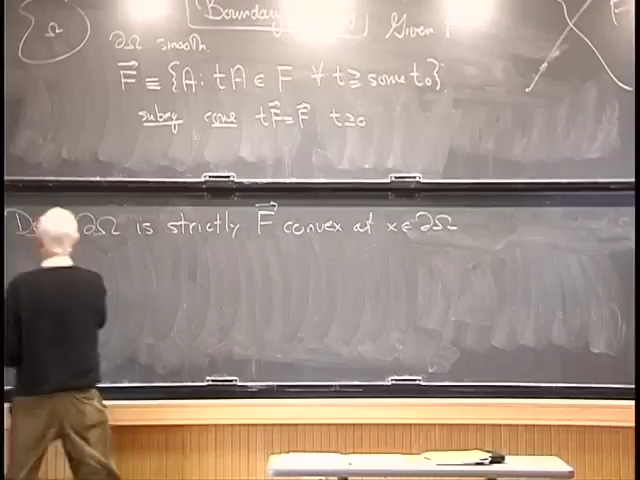 Boundary
Given F
Ω
∂Ω smooth.
F⃗ ≡ {A: tA ∈ F ∀ t ≥ some t₀}.
subeq cone tF⃗ = F⃗ t ≥ 0
∂Ω is strictly F⃗ convex at x ∈ ∂Ω